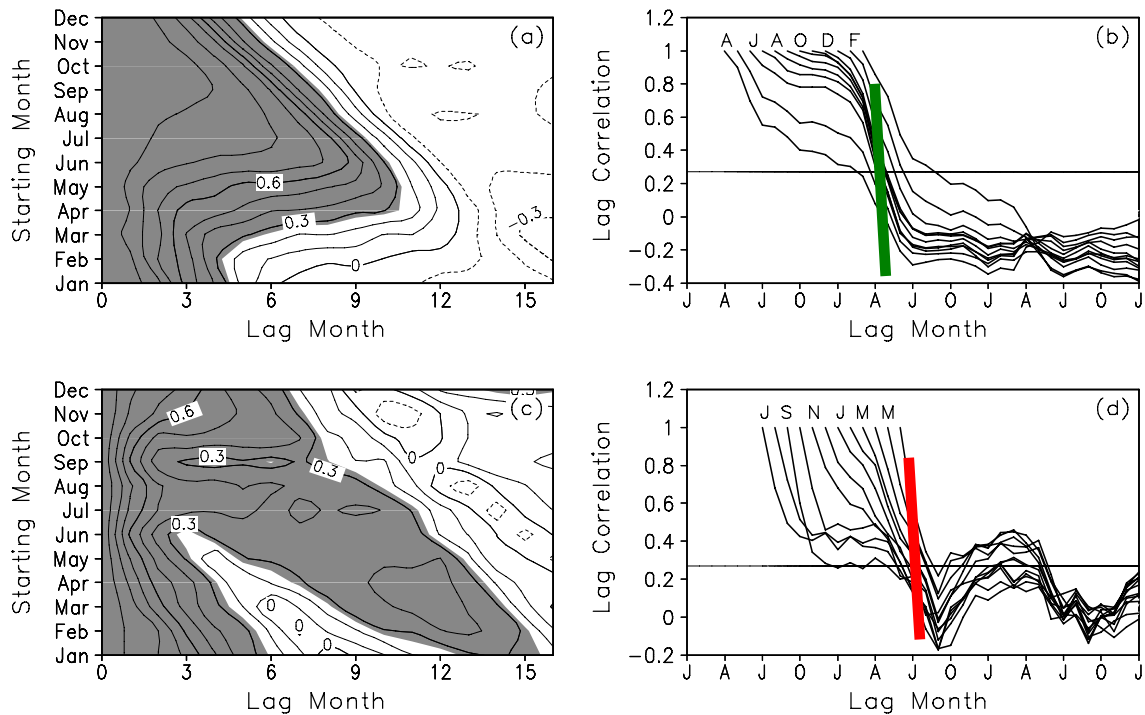 Dec
Nov
Oct
Sep
Aug
Jul
Jun
May
Apr
Mar
Feb
Jan
Starting Month
(a)
0.6
0.3
-0.3
0
0 3 6 9 12 15
Lag Month
1.2
1
0.8
0.6
0.4
0.2
0
-0.2
-0.4
Lag Correlation
A J A O D F
(b)
J A J O J A J O J A J O J
Lag Month
Dec
Nov
Oct
Sep
Aug
Jul
Jun
May
Apr
Mar
Feb
Jan
Starting Month
(c)
0.6
0
0.3
0.3
0
0.3
0
0
0
0 3 6 9 12 15
Lag Month
1.2
1
0.8
0.6
0.4
0.2
0
-0.2
Lag Correlation
J S N J M M
(d)
J A J O J A J O J A J O J
Lag Month